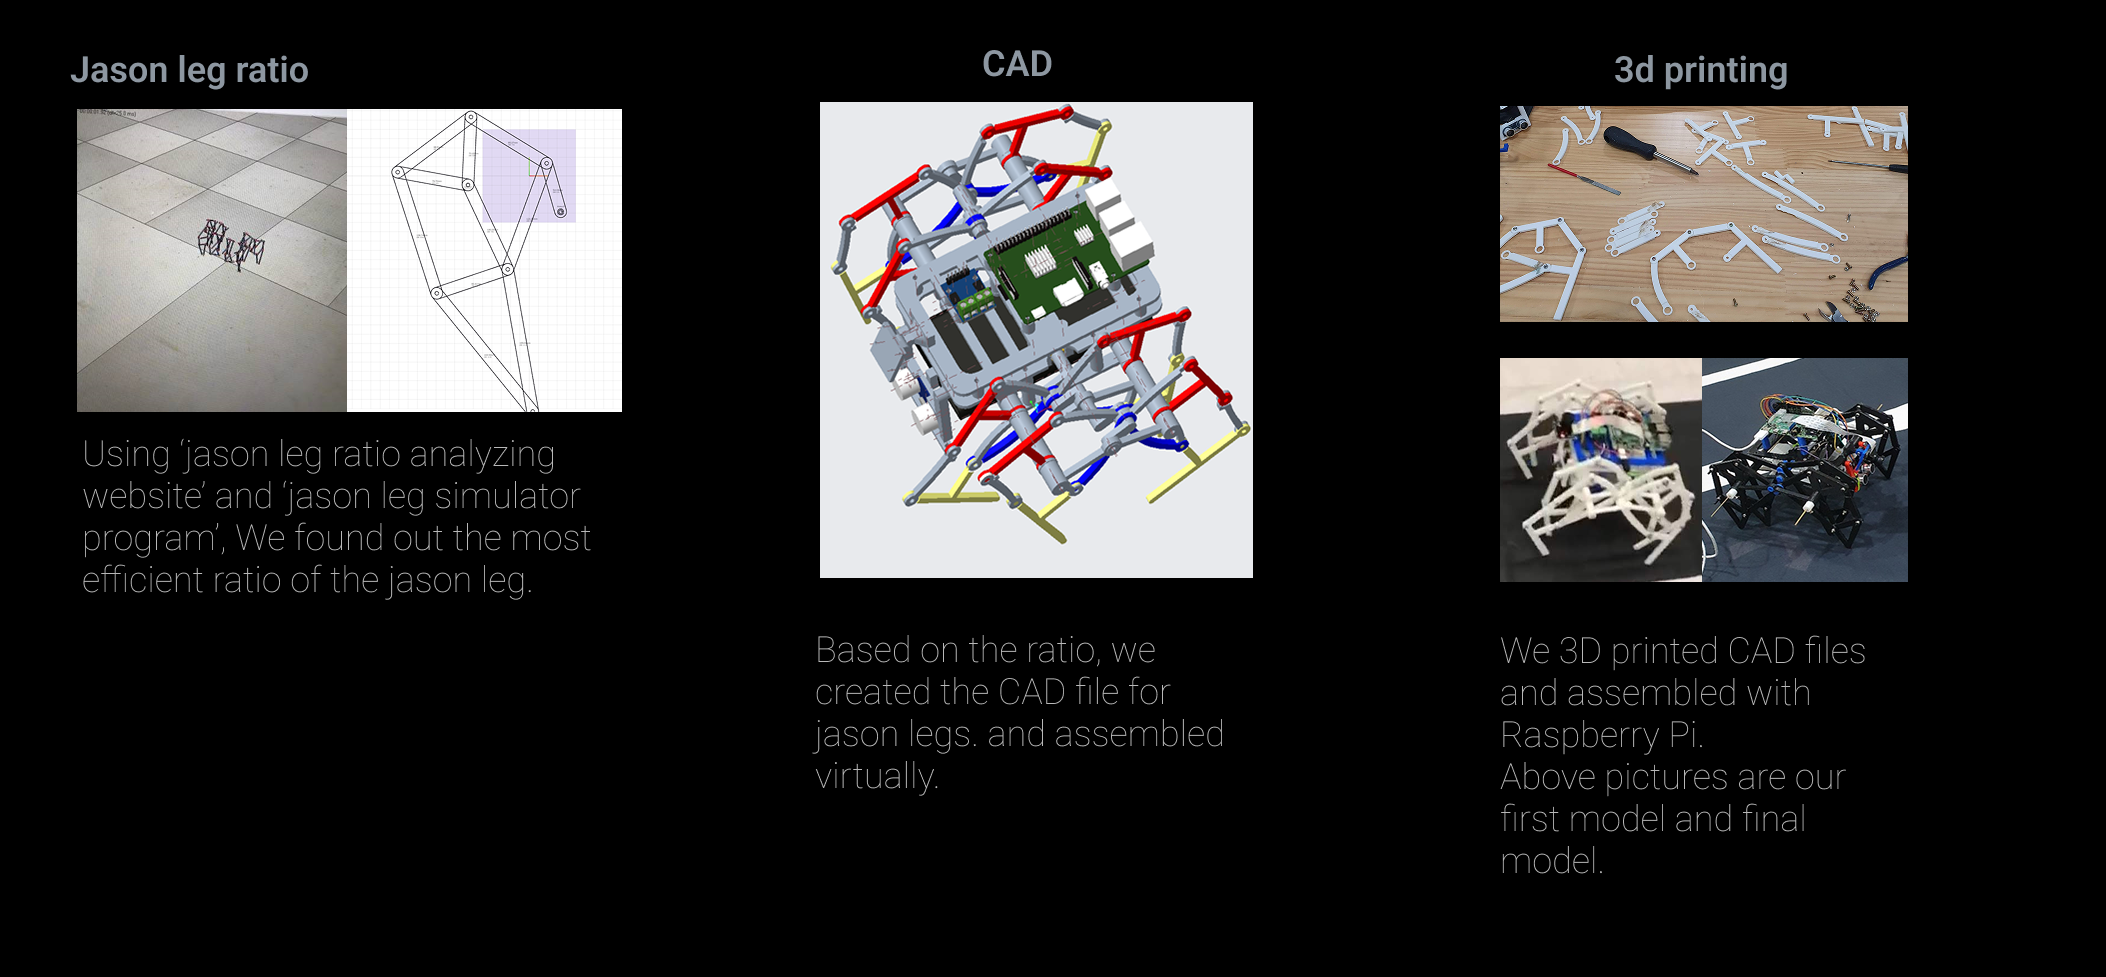 Jason leg ratio
Using ‘jason leg ratio analyzing
website’ and ‘jason leg simulator
program’, We found out the most
efficient ratio of the jason leg.
CAD
Based on the ratio, we
created the CAD file for
jason legs. and assembled
virtually.
3d printing
We 3D printed CAD files
and assembled with
Raspberry Pi.
Above pictures are our
first model and final
model.